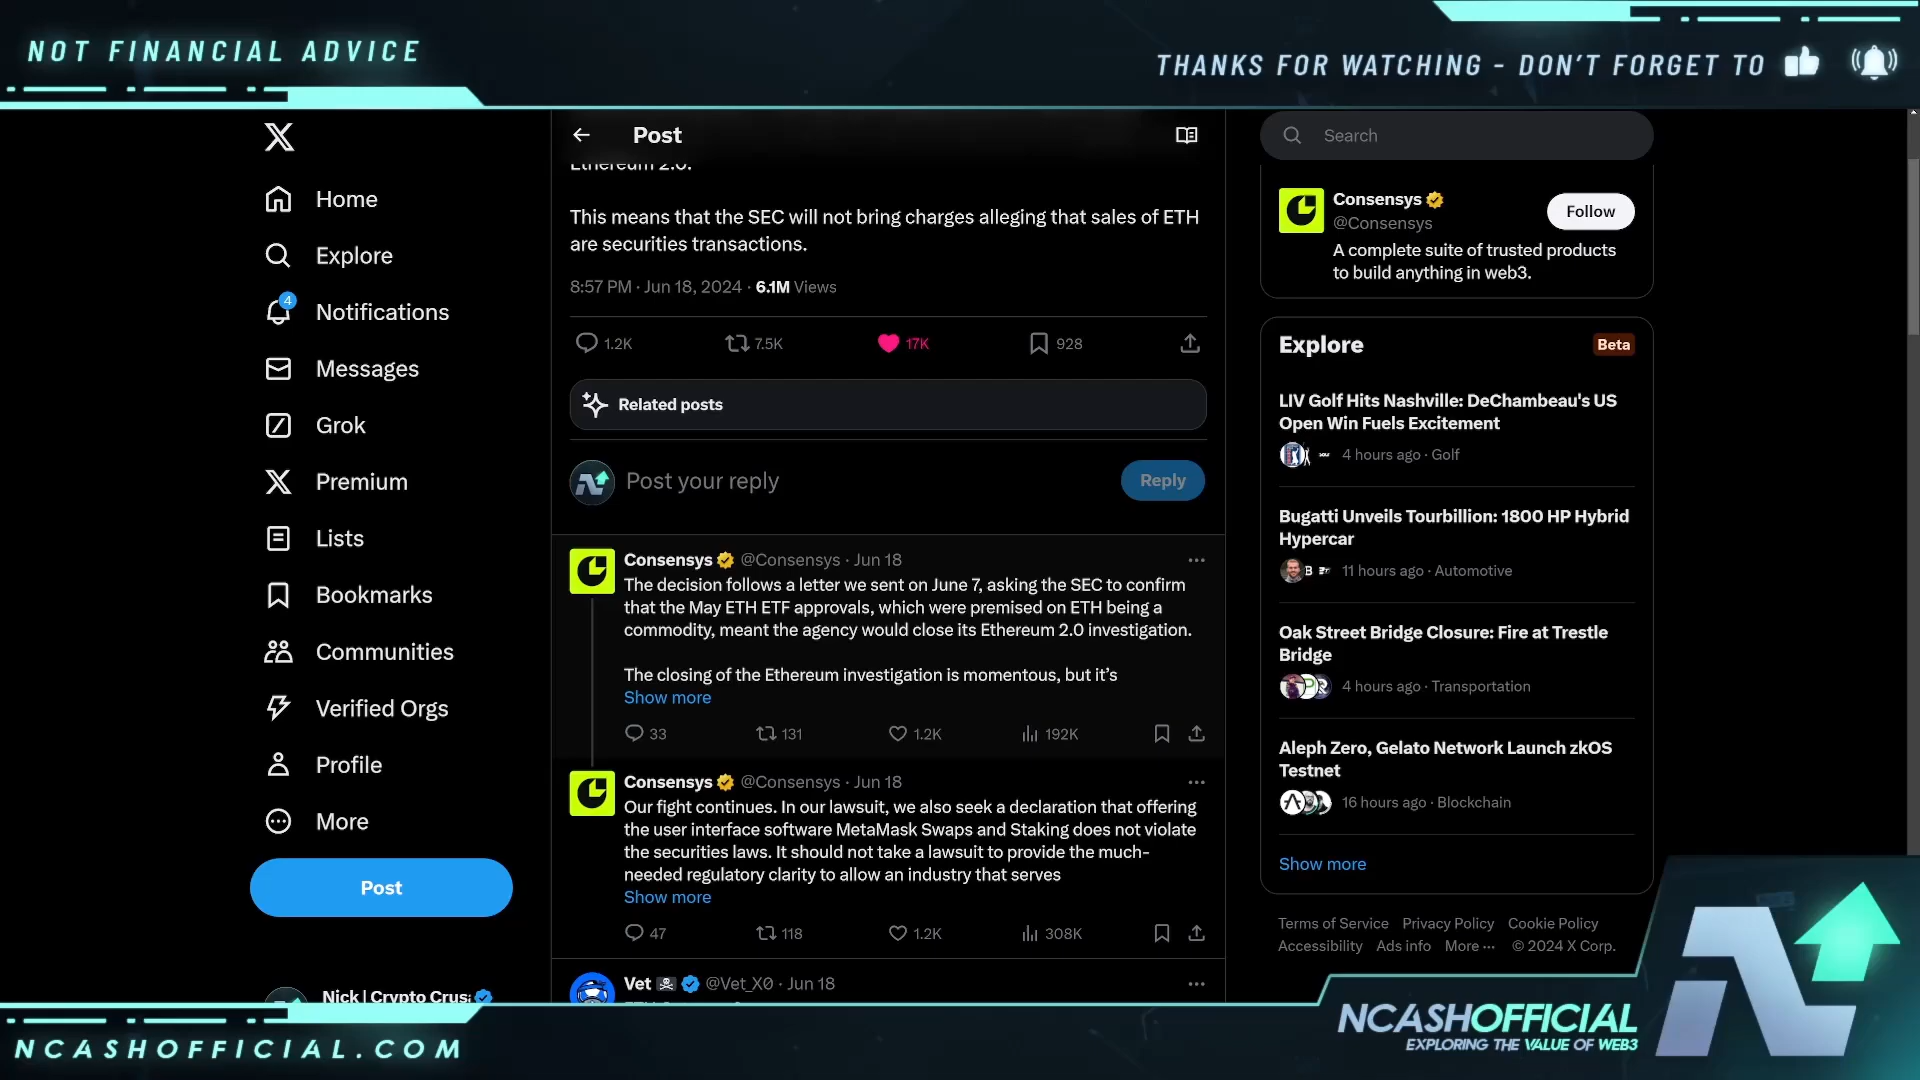 NOT FINANCIAL ADVICE
THANKS FOR WATCHING - DON'T FORGET TO
Home
Explore
4
Notifications
Messages
Grok
Premium
Lists
Bookmarks
Communities
Verified Orgs
Profile
More
Post
Nick | Crypto Crus
Post
Ethereum 2.0.
This means that the SEC will not bring charges alleging that sales of ETH
are securities transactions.
8:57 PM · Jun 18, 2024 · 6.1M Views
1.2K 7.5K 17K 928
Related posts
Post your reply
Reply
Consensys @Consensys · Jun 18
The decision follows a letter we sent on June 7, asking the SEC to confirm
that the May ETH ETF approvals, which were premised on ETH being a
commodity, meant the agency would close its Ethereum 2.0 investigation.
The closing of the Ethereum investigation is momentous, but it’s
Show more
33 131 1.2K 192K
Consensys @Consensys · Jun 18
Our fight continues. In our lawsuit, we also seek a declaration that offering
the user interface software MetaMask Swaps and Staking does not violate
the securities laws. It should not take a lawsuit to provide the much-
needed regulatory clarity to allow an industry that serves
Show more
47 118 1.2K 308K
Vet @Vet_X0 · Jun 18
Search
Consensys
@Consensys
Follow
A complete suite of trusted products
to build anything in web3.
Explore
Beta
LIV Golf Hits Nashville: DeChambeau's US
Open Win Fuels Excitement
4 hours ago · Golf
Bugatti Unveils Tourbillion: 1800 HP Hybrid
Hypercar
11 hours ago · Automotive
Oak Street Bridge Closure: Fire at Trestle
Bridge
4 hours ago · Transportation
Aleph Zero, Gelato Network Launch zkOS
Testnet
16 hours ago · Blockchain
Show more
Terms of Service Privacy Policy Cookie Policy
Accessibility Ads info More ··· © 2024 X Corp.
NCASHOFFICIAL.COM
NCASHOFFICIAL
EXPLORING THE VALUE OF WEB3